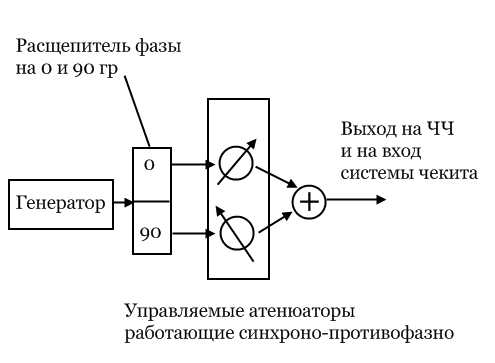 Расщепитель фазы
на 0 и 90 гр
Генератор
0
90
+
Выход на ЧЧ
и на вход
системы чекита
Управляемые атенюаторы
работающие синхроно-противофазно